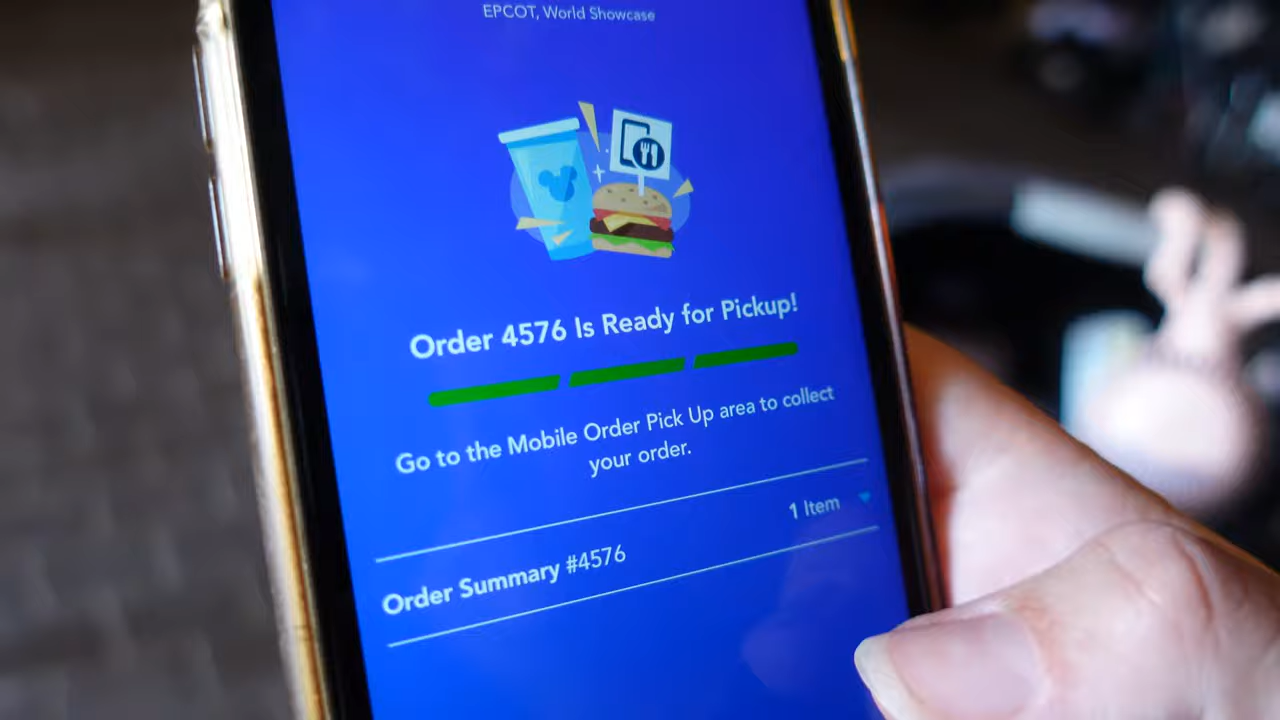 EPCOT, World Showcase
Order 4576 Is Ready for Pickup!
Go to the Mobile Order Pick Up area to collect
your order.
1 Item
Order Summary #4576